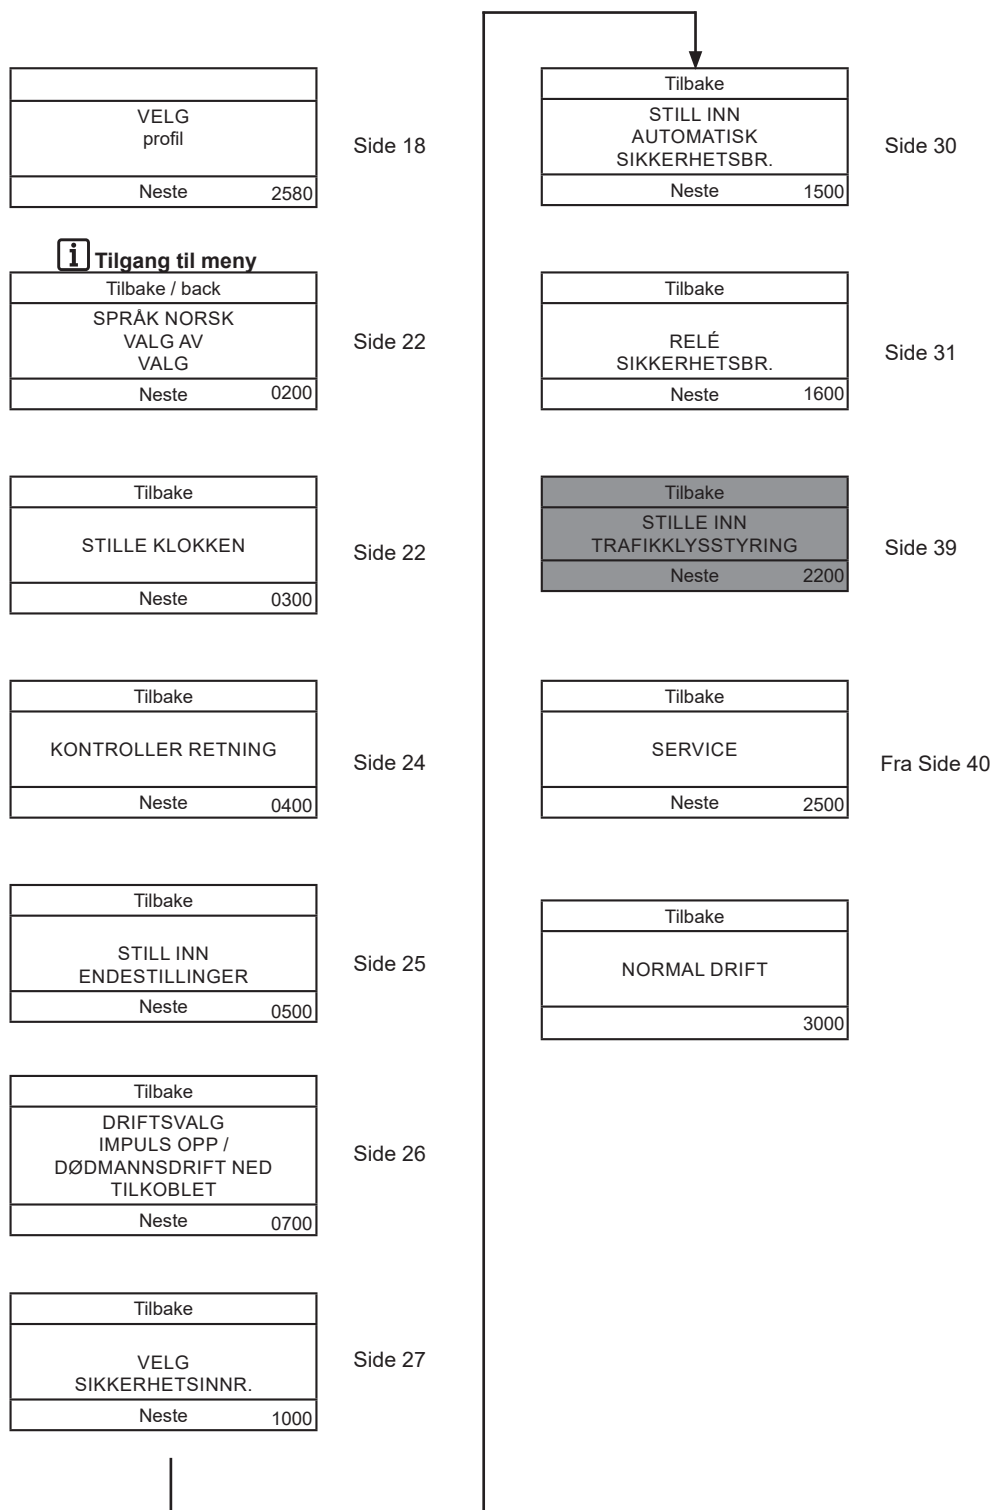 VELG
profil
Neste 2580
Side 18
i Tilgang til meny
Tilbake / back
SPRÅK NORSK
VALG AV
VALG
Neste 0200
Side 22
Tilbake
STILLE KLOKKEN
Neste 0300
Side 22
Tilbake
KONTROLLER RETNING
Neste 0400
Side 24
Tilbake
STILL INN
ENDESTILLINGER
Neste 0500
Side 25
Tilbake
DRIFTSVALG
IMPULS OPP /
DØDMANNSDRIFT NED
TILKOBLET
Neste 0700
Side 26
Tilbake
VELG
SIKKERHETSINNR.
Neste 1000
Side 27
Tilbake
STILL INN
AUTOMATISK
SIKKERHETSBR.
Neste 1500
Side 30
Tilbake
RELÉ
SIKKERHETSBR.
Neste 1600
Side 31
Tilbake
STILLE INN
TRAFIKKLYSSTYRING
Neste 2200
Side 39
Tilbake
SERVICE
Neste 2500
Fra Side 40
Tilbake
NORMAL DRIFT
3000